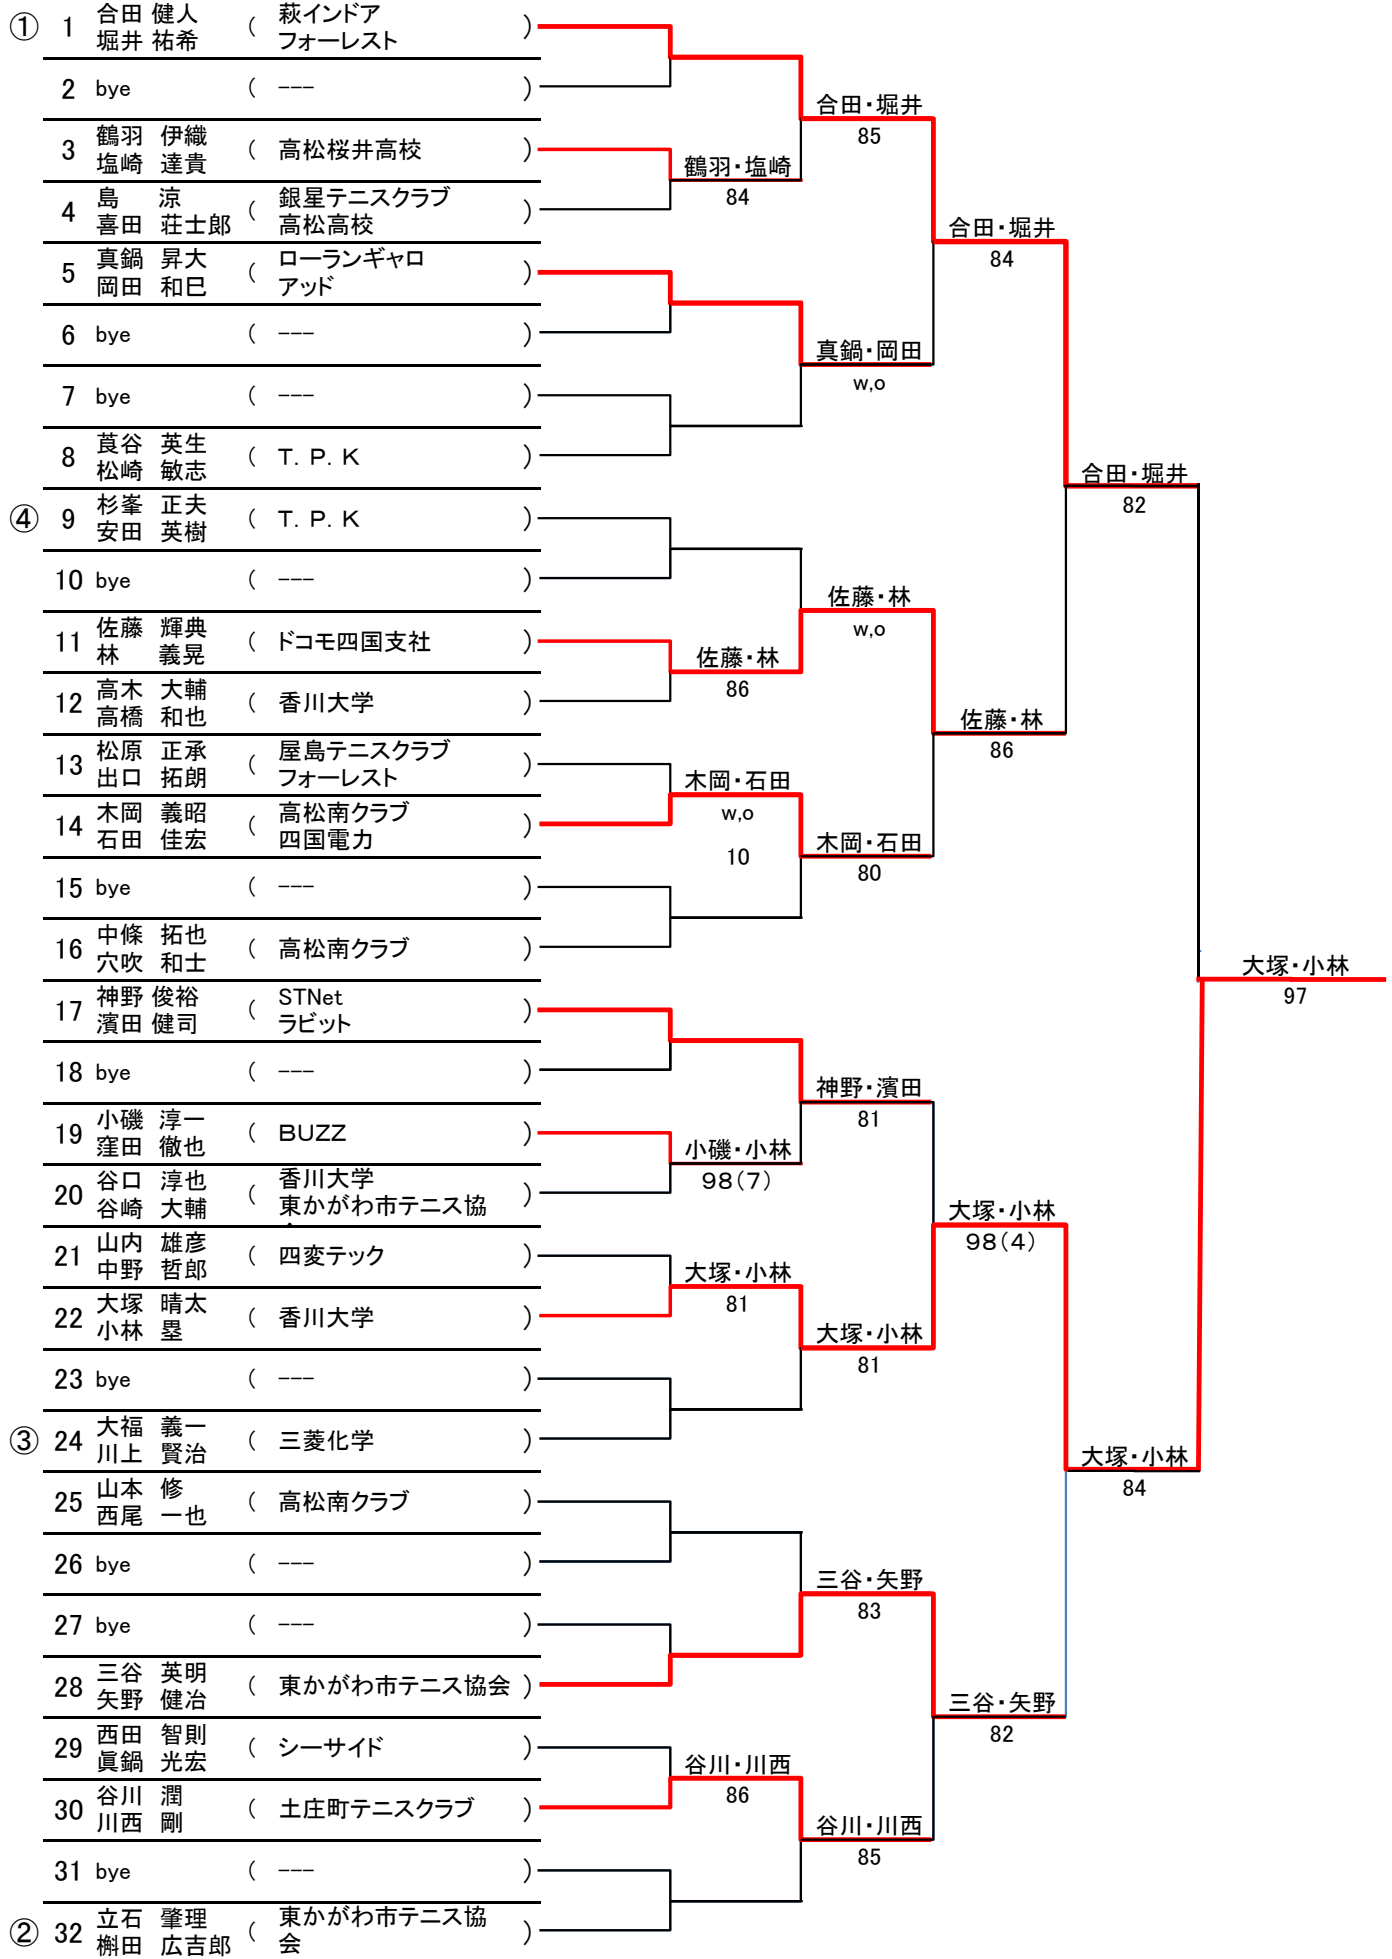 ① 1 合田 健人 ( 萩インドア )
堀井 祐希 フォーレスト
2 bye ( --- )
合田・堀井
85
3 鶴羽 伊織 ( 高松桜井高校 )
塩崎 達貴
鶴羽・塩崎
84
4 島 涼 ( 銀星テニスクラブ )
喜田 荘士郎 高松高校
合田・堀井
84
5 真鍋 昇大 ( ローランギャロ )
岡田 和巳 アッド
6 bye ( --- )
真鍋・岡田
w,o
7 bye ( --- )
8 莨谷 英生 ( T. P. K )
松崎 敏志
合田・堀井
82
④ 9 杉峯 正夫 ( T. P. K )
安田 英樹
10 bye ( --- )
佐藤・林
w,o
11 佐藤 輝典 ( ドコモ四国支社 )
林 義晃
佐藤・林
86
12 高木 大輔 ( 香川大学 )
高橋 和也
佐藤・林
86
13 松原 正承 ( 屋島テニスクラブ )
出口 拓朗 フォーレスト
木岡・石田
w,o
10
14 木岡 義昭 ( 高松南クラブ )
石田 佳宏 四国電力
木岡・石田
80
15 bye ( --- )
16 中條 拓也 ( 高松南クラブ )
穴吹 和士
大塚・小林
97
17 神野 俊裕 ( STNet )
濱田 健司 ラビット
18 bye ( --- )
神野・濱田
81
19 小磯 淳一 ( BUZZ )
窪田 徹也
小磯・小林
98(7)
20 谷口 淳也 ( 香川大学 )
谷崎 大輔 東かがわ市テニス協
大塚・小林
98(4)
21 山内 雄彦 ( 四変テック )
中野 哲郎
大塚・小林
81
22 大塚 晴太 ( 香川大学 )
小林 塁
大塚・小林
81
23 bye ( --- )
③ 24 大福 義一 ( 三菱化学 )
川上 賢治
大塚・小林
84
25 山本 修 ( 高松南クラブ )
西尾 一也
26 bye ( --- )
三谷・矢野
83
27 bye ( --- )
28 三谷 英明 ( 東かがわ市テニス協会 )
矢野 健治
三谷・矢野
82
29 西田 智則 ( シーサイド )
眞鍋 光宏
谷川・川西
86
30 谷川 潤 ( 土庄町テニスクラブ )
川西 剛
谷川・川西
85
31 bye ( --- )
② 32 立石 肇理 ( 東かがわ市テニス協 )
槲田 広吉郎 会